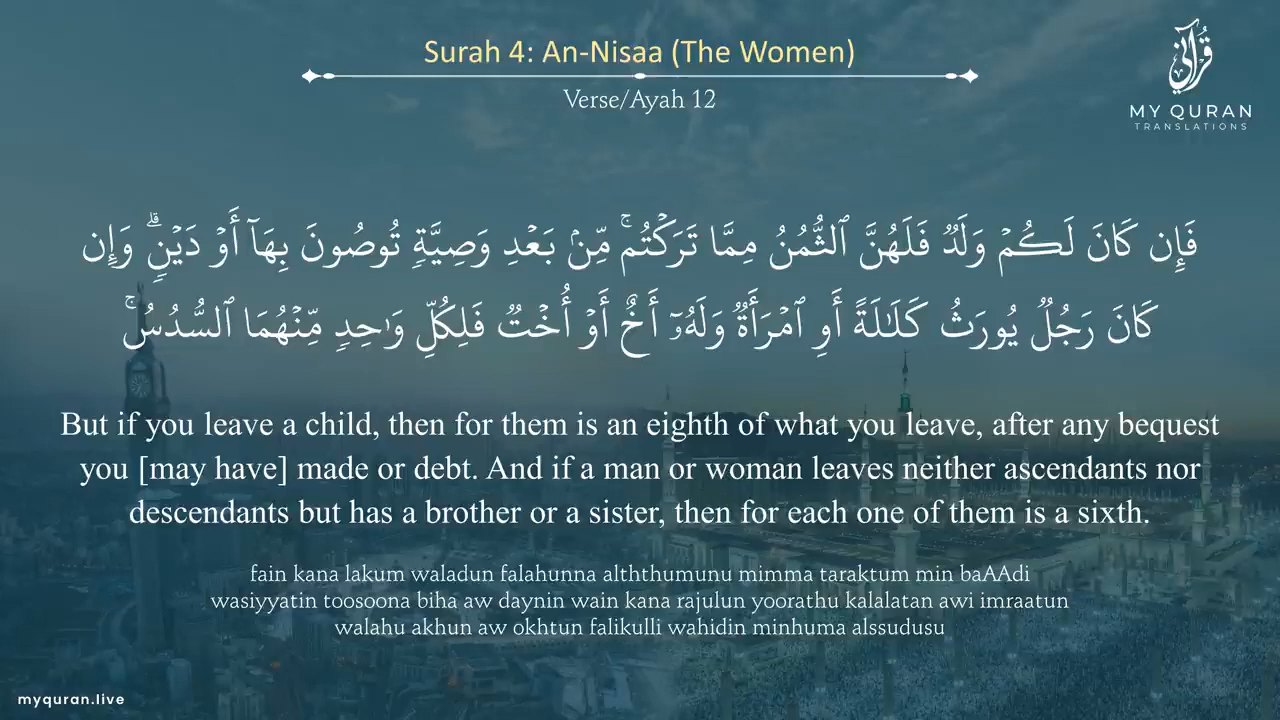 Surah 4: An-Nisaa (The Women)
Verse/Ayah 12
قرآني
MY QURAN
TRANSLATIONS
فَإِن كَانَ لَكُمْ وَلَدٌ فَلَهُنَّ ٱلثُّمُنُ مِمَّا تَرَكْتُم ۚ مِّنۢ بَعْدِ وَصِيَّةٍ تُوصُونَ بِهَآ أَوْ دَيْنٍ ۗ وَإِن
كَانَ رَجُلٌ يُورَثُ كَلَـٰلَةً أَوِ ٱمْرَأَةٌ وَلَهُۥٓ أَخٌ أَوْ أُخْتٌ فَلِكُلِّ وَٰحِدٍ مِّنْهُمَا ٱلسُّدُسُ ۚ
But if you leave a child, then for them is an eighth of what you leave, after any bequest
you [may have] made or debt. And if a man or woman leaves neither ascendants nor
descendants but has a brother or a sister, then for each one of them is a sixth.
fain kana lakum waladun falahunna alththumunu mimma taraktum min baAAdi
wasiyyatin toosoona biha aw daynin wain kana rajulun yoorathu kalalatan awi imraatun
walahu akhun aw okhtun falikulli wahidin minhuma alssudusu
myquran.live